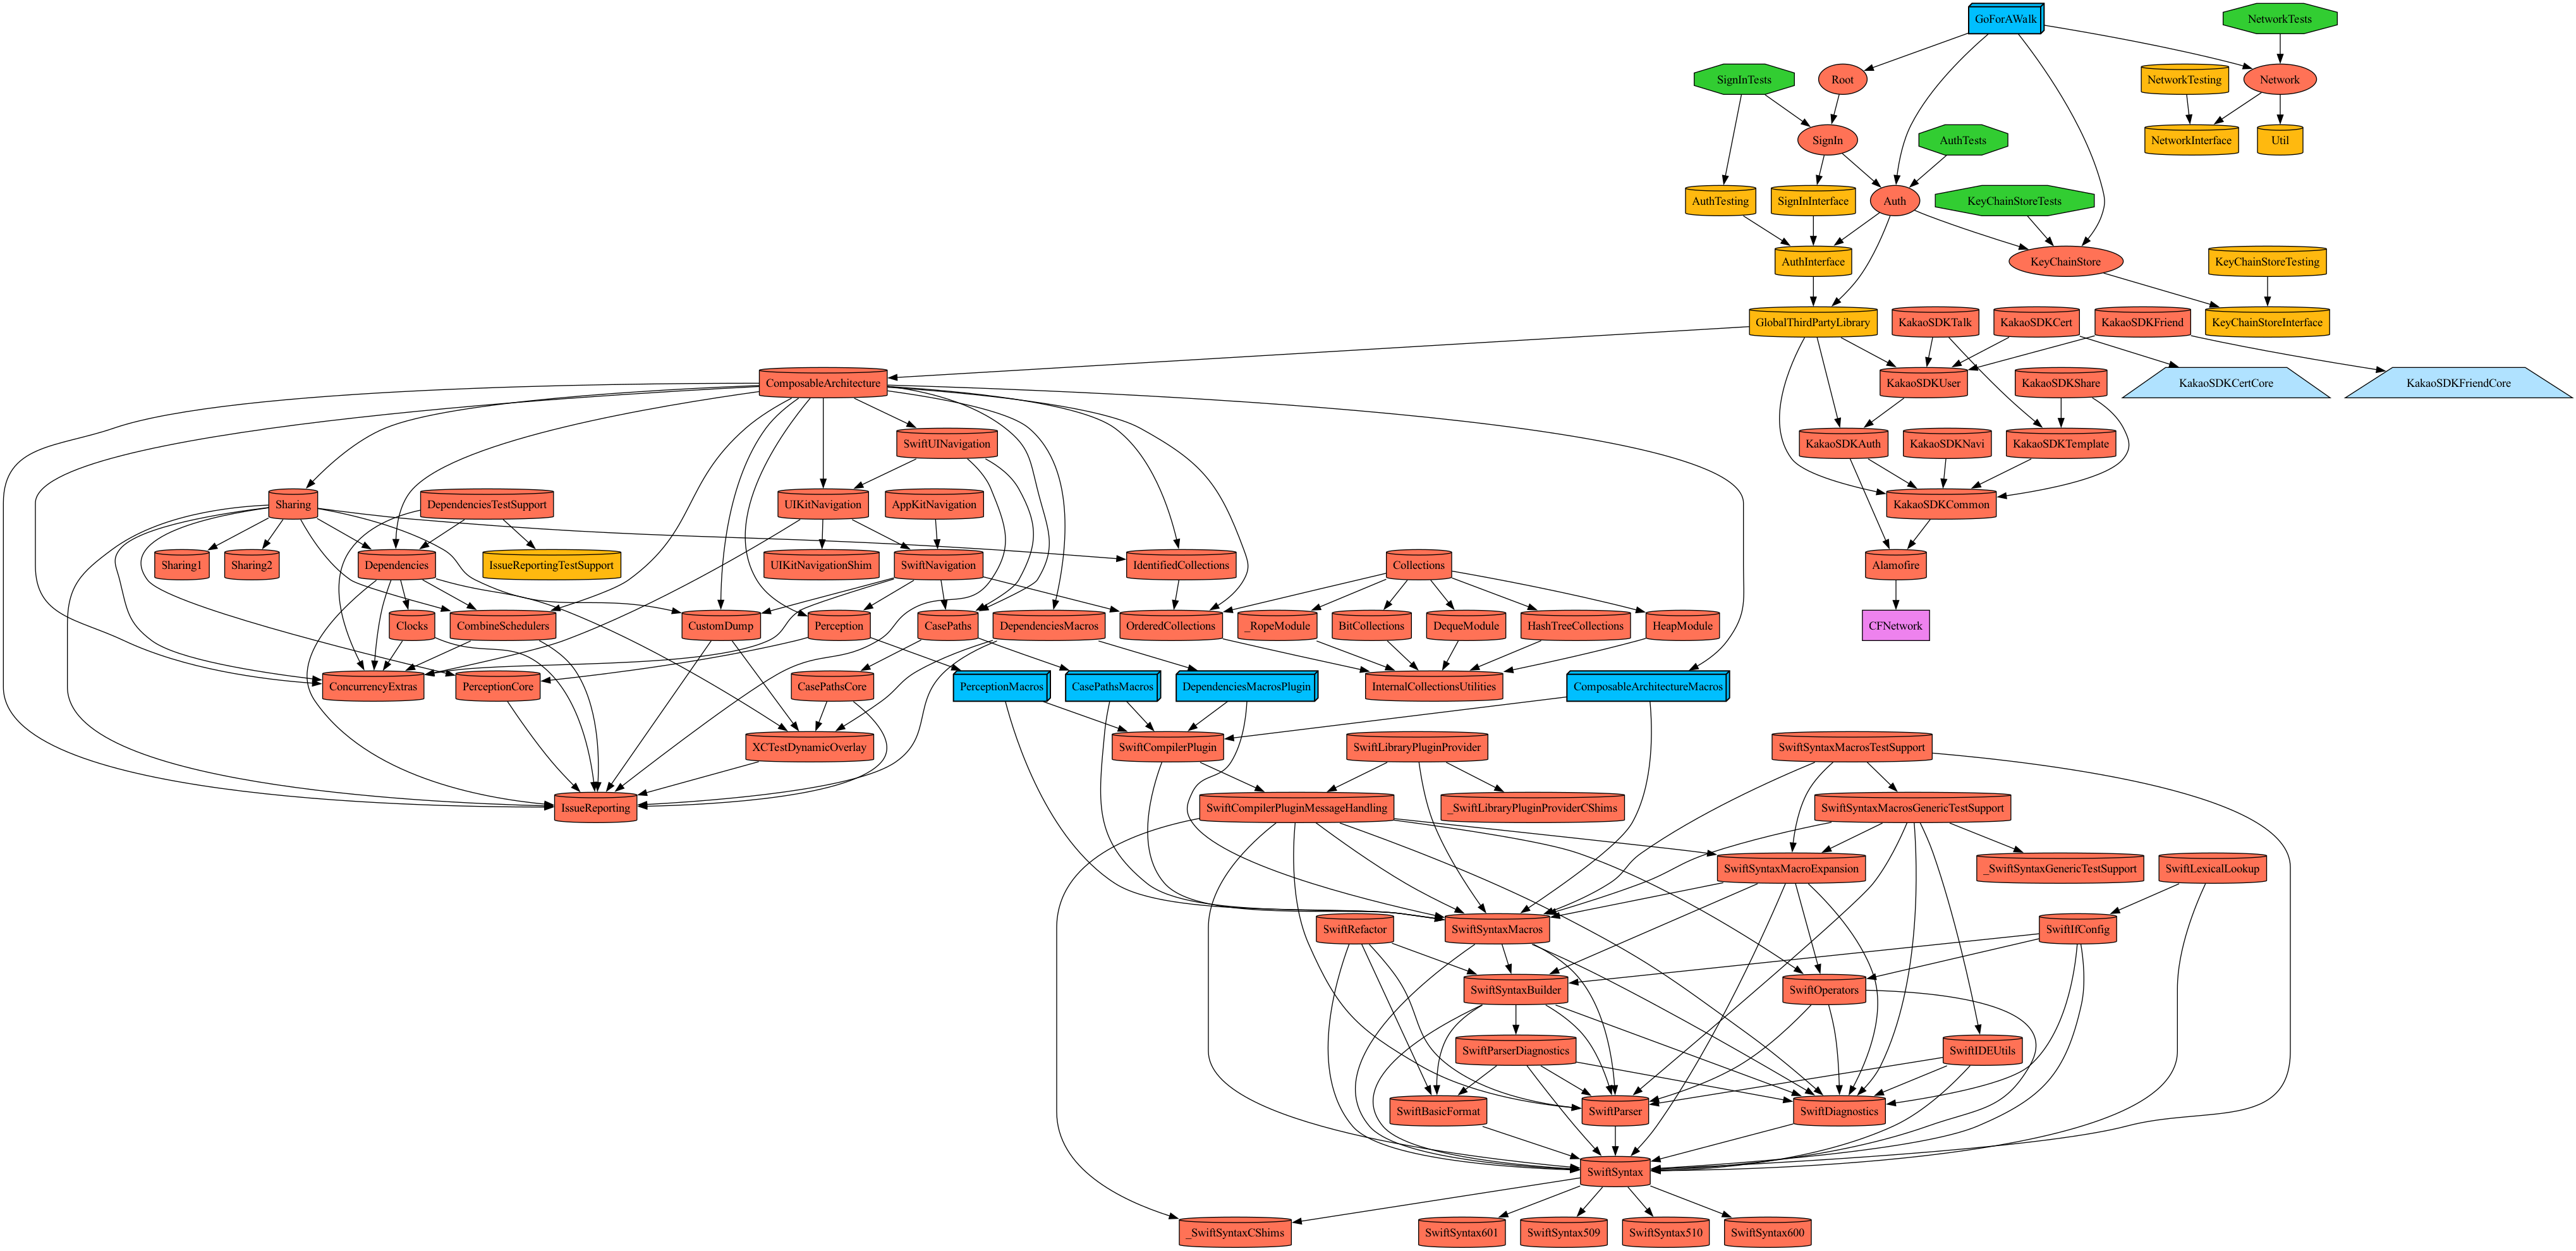 GoForAWalk
NetworkTests
SignInTests
Root
NetworkTesting
Network
SignIn
AuthTests
NetworkInterface
Util
AuthTesting
SignInInterface
Auth
KeyChainStoreTests
AuthInterface
KeyChainStore
KeyChainStoreTesting
GlobalThirdPartyLibrary
KakaoSDKTalk
KakaoSDKCert
KakaoSDKFriend
KeyChainStoreInterface
ComposableArchitecture
KakaoSDKUser
KakaoSDKShare
KakaoSDKCertCore
KakaoSDKFriendCore
SwiftUINavigation
KakaoSDKAuth
KakaoSDKNavi
KakaoSDKTemplate
Sharing
DependenciesTestSupport
UIKitNavigation
AppKitNavigation
KakaoSDKCommon
Sharing1
Sharing2
Dependencies
IssueReportingTestSupport
UIKitNavigationShim
SwiftNavigation
IdentifiedCollections
Collections
Alamofire
Clocks
CombineSchedulers
CustomDump
Perception
CasePaths
DependenciesMacros
OrderedCollections
_RopeModule
BitCollections
DequeModule
HashTreeCollections
HeapModule
CFNetwork
ConcurrencyExtras
PerceptionCore
CasePathsCore
PerceptionMacros
CasePathsMacros
DependenciesMacrosPlugin
InternalCollectionsUtilities
ComposableArchitectureMacros
XCTestDynamicOverlay
SwiftCompilerPlugin
SwiftLibraryPluginProvider
SwiftSyntaxMacrosTestSupport
IssueReporting
SwiftCompilerPluginMessageHandling
_SwiftLibraryPluginProviderCShims
SwiftSyntaxMacrosGenericTestSupport
SwiftSyntaxMacroExpansion
_SwiftSyntaxGenericTestSupport
SwiftLexicalLookup
SwiftRefactor
SwiftSyntaxMacros
SwiftIfConfig
SwiftSyntaxBuilder
SwiftOperators
SwiftParserDiagnostics
SwiftIDEUtils
SwiftBasicFormat
SwiftParser
SwiftDiagnostics
SwiftSyntax
_SwiftSyntaxCShims
SwiftSyntax601
SwiftSyntax509
SwiftSyntax510
SwiftSyntax600